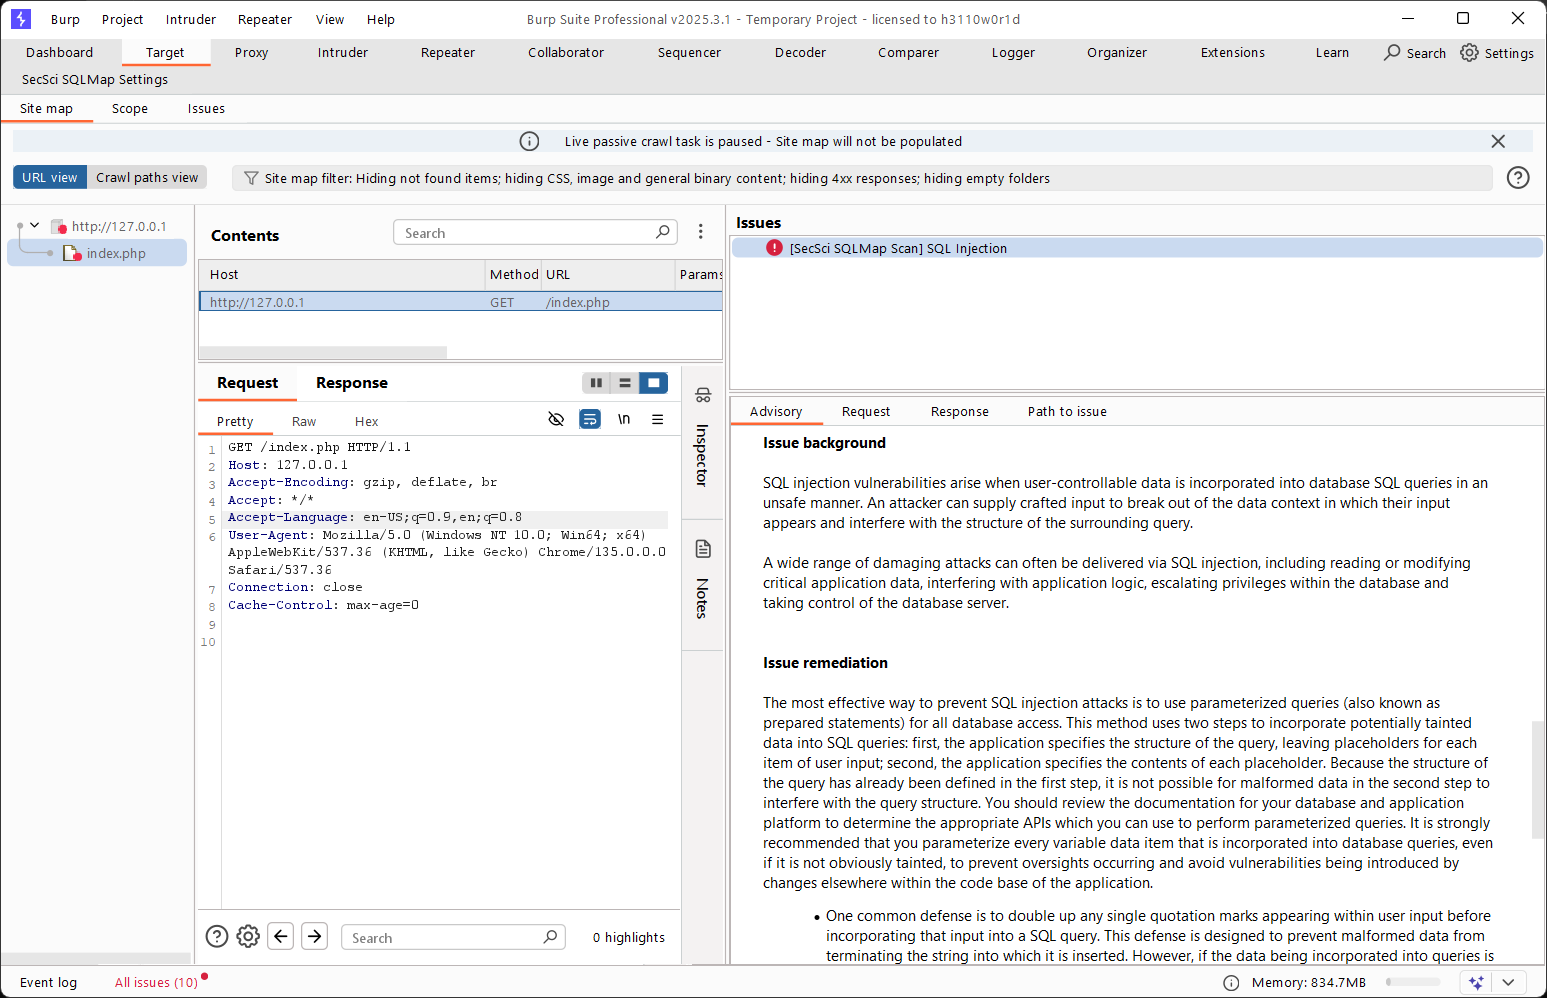 Burp Project Intruder Repeater View Help Burp Suite Professional v2025.3.1 - Temporary Project - licensed to h3110w0r1d
Dashboard Target Proxy Intruder Repeater Collaborator Sequencer Decoder Comparer Logger Organizer Extensions Learn Search Settings
SecSci SQLMap Settings
Site map Scope Issues
Live passive crawl task is paused - Site map will not be populated
URL view Crawl paths view Site map filter: Hiding not found items; hiding CSS, image and general binary content; hiding 4xx responses; hiding empty folders
http://127.0.0.1
index.php
Contents Search
Host Method URL Params
http://127.0.0.1 GET /index.php
Request Response
Pretty Raw Hex \n
1 GET /index.php HTTP/1.1
2 Host: 127.0.0.1
3 Accept-Encoding: gzip, deflate, br
4 Accept: */*
5 Accept-Language: en-US;q=0.9,en;q=0.8
6 User-Agent: Mozilla/5.0 (Windows NT 10.0; Win64; x64)
AppleWebKit/537.36 (KHTML, like Gecko) Chrome/135.0.0.0
Safari/537.36
7 Connection: close
8 Cache-Control: max-age=0
9
10
Search 0 highlights
Inspector
Notes
Issues
[SecSci SQLMap Scan] SQL Injection
Advisory Request Response Path to issue
Issue background
SQL injection vulnerabilities arise when user-controllable data is incorporated into database SQL queries in an
unsafe manner. An attacker can supply crafted input to break out of the data context in which their input
appears and interfere with the structure of the surrounding query.
A wide range of damaging attacks can often be delivered via SQL injection, including reading or modifying
critical application data, interfering with application logic, escalating privileges within the database and
taking control of the database server.
Issue remediation
The most effective way to prevent SQL injection attacks is to use parameterized queries (also known as
prepared statements) for all database access. This method uses two steps to incorporate potentially tainted
data into SQL queries: first, the application specifies the structure of the query, leaving placeholders for each
item of user input; second, the application specifies the contents of each placeholder. Because the structure of
the query has already been defined in the first step, it is not possible for malformed data in the second step to
interfere with the query structure. You should review the documentation for your database and application
platform to determine the appropriate APIs which you can use to perform parameterized queries. It is strongly
recommended that you parameterize every variable data item that is incorporated into database queries, even
if it is not obviously tainted, to prevent oversights occurring and avoid vulnerabilities being introduced by
changes elsewhere within the code base of the application.
• One common defense is to double up any single quotation marks appearing within user input before
incorporating that input into a SQL query. This defense is designed to prevent malformed data from
terminating the string into which it is inserted. However, if the data being incorporated into queries is
Event log All issues (10) Memory: 834.7MB